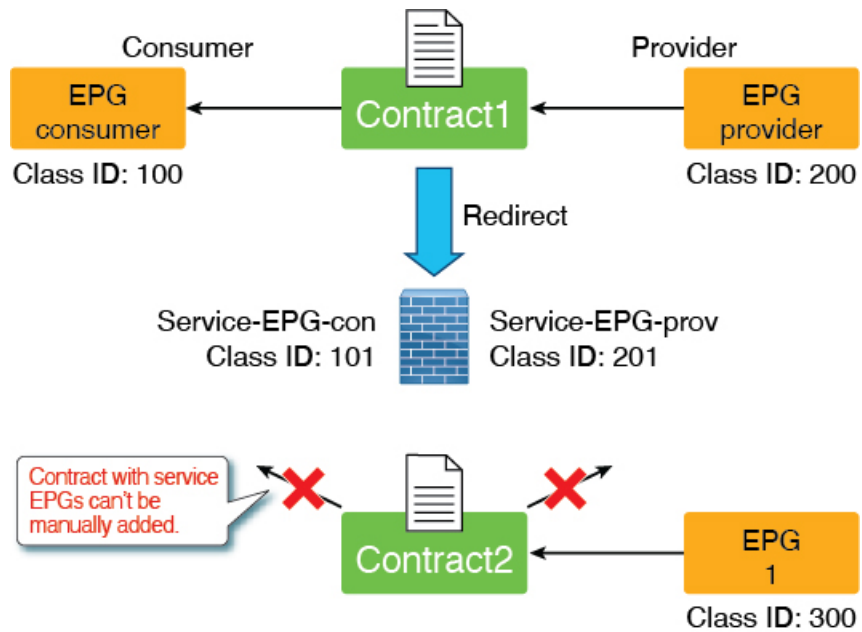 Consumer
Provider
EPG
consumer
Contract1
EPG
provider
Class ID: 100
Class ID: 200
Redirect
Service-EPG-con
Class ID: 101
Service-EPG-prov
Class ID: 201
Contract with service
EPGs can't be
manually added.
Contract2
EPG
1
Class ID: 300